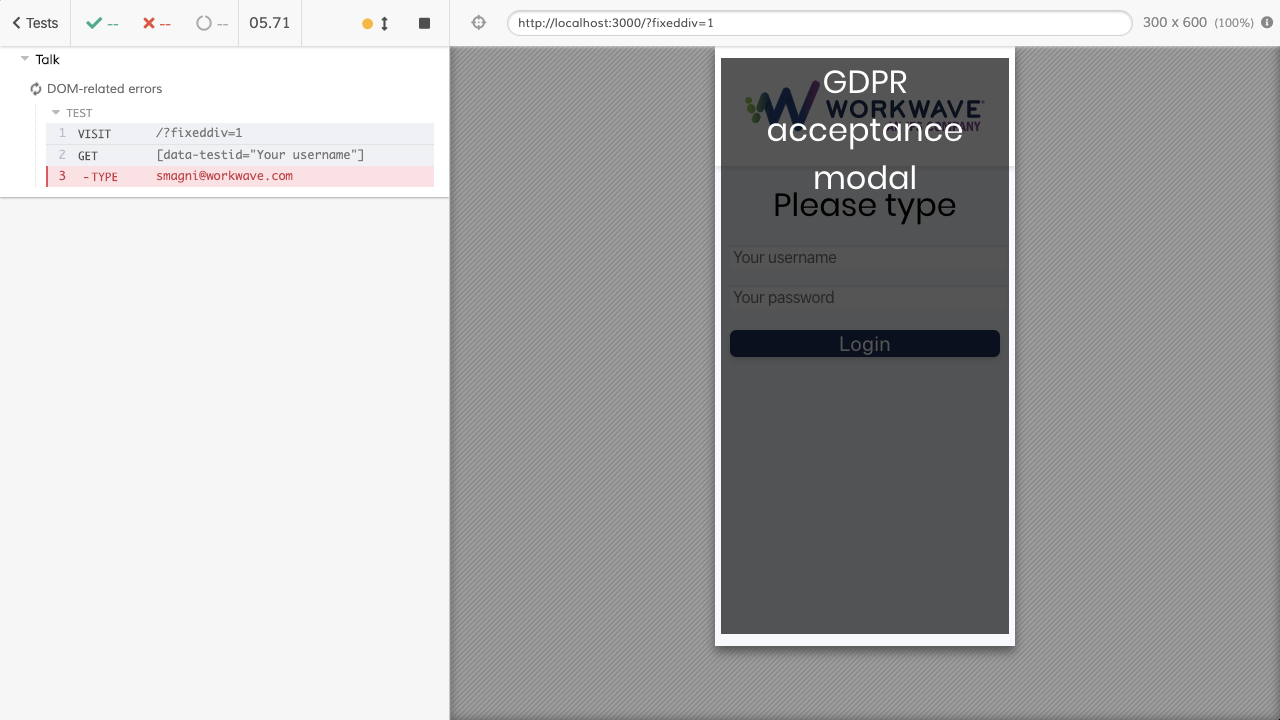 Tests
--
--
--
05.71
http://localhost:3000/?fixeddiv=1
300 x 600 (100%)
Talk
DOM-related errors
TEST
1 VISIT /?fixeddiv=1
2 GET [data-testid="Your username"]
3 -TYPE smagni@workwave.com
GDPR
WORKWAVE
acceptance
COMPANY
modal
Please type
Your username
Your password
Login